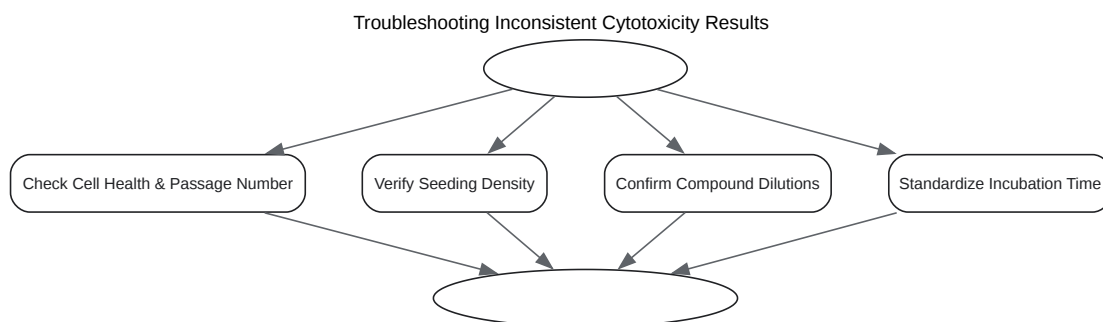 Troubleshooting Inconsistent Cytotoxicity Results
Check Cell Health & Passage Number
Verify Seeding Density
Confirm Compound Dilutions
Standardize Incubation Time